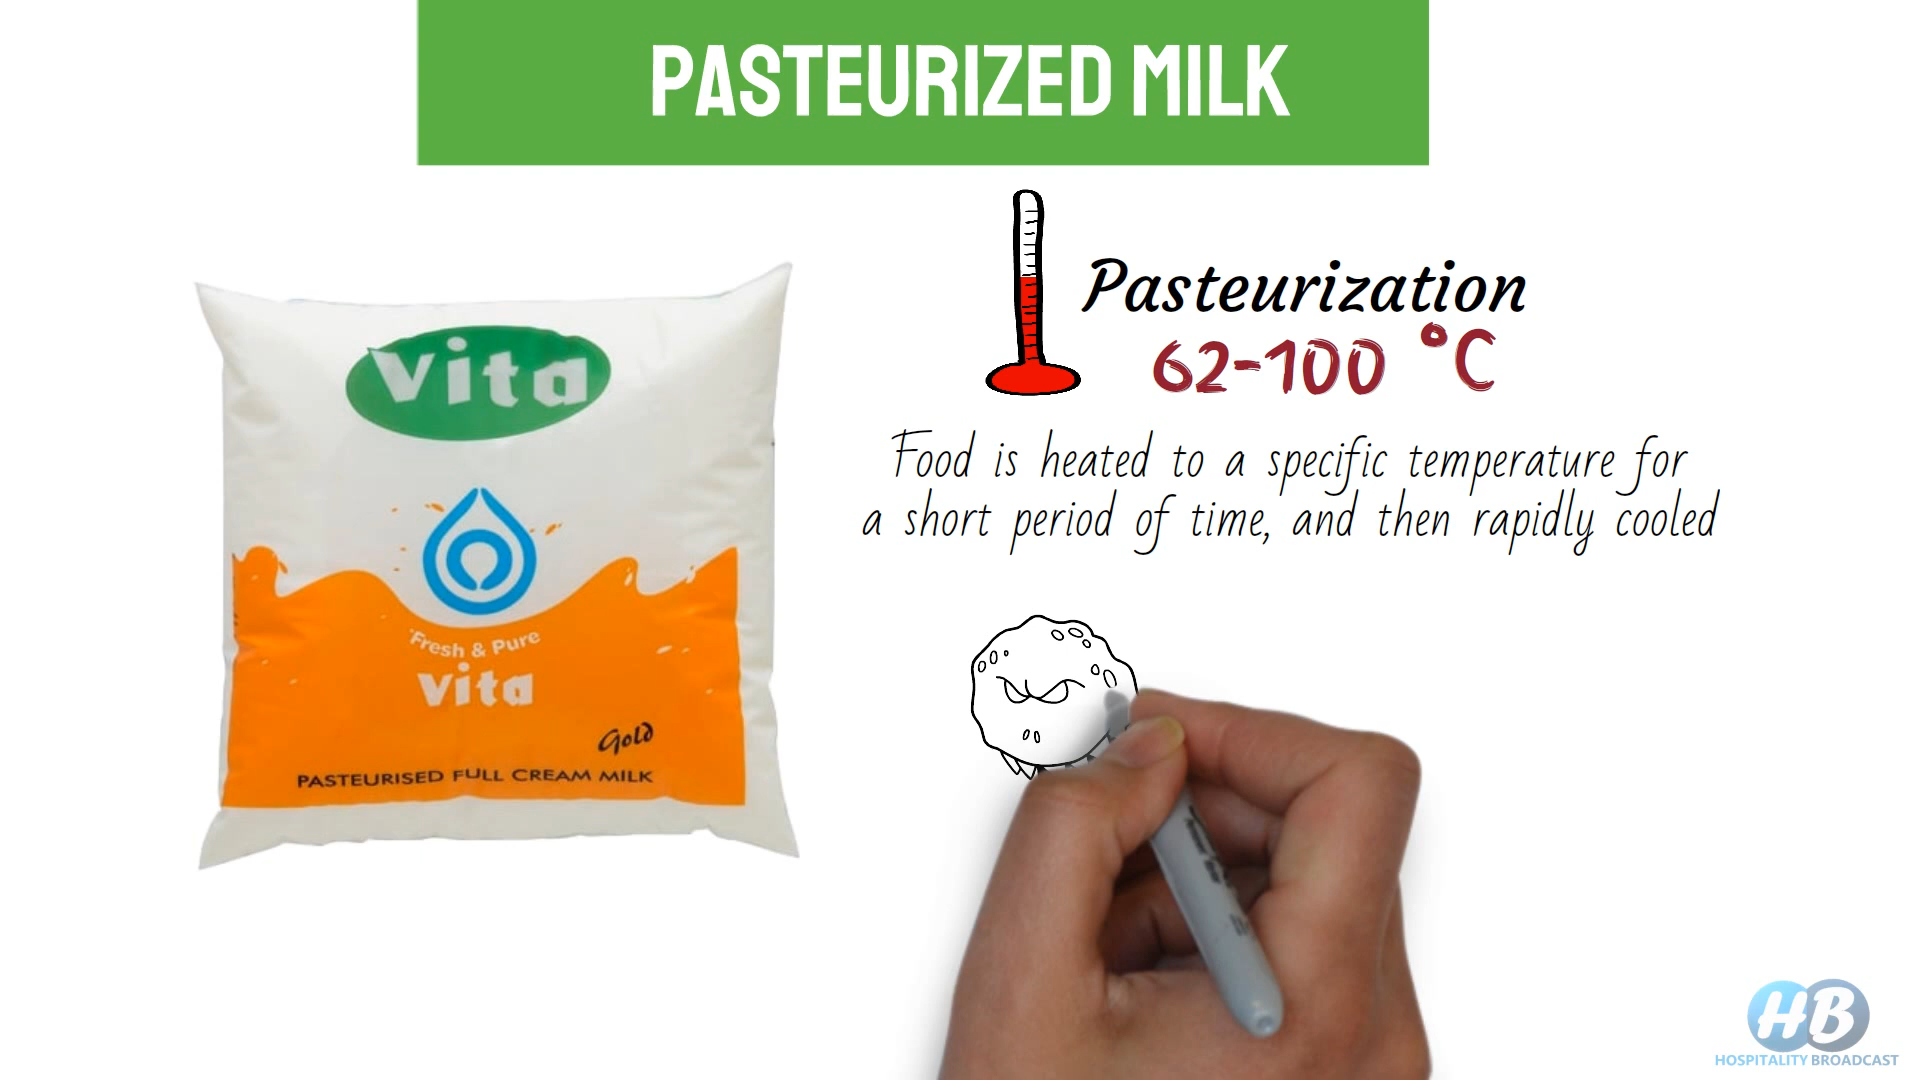 PASTEURIZED MILK
Pasteurization
62-100 °C
Food is heated to a specific temperature for
a short period of time, and then rapidly cooled
Vita
Fresh & Pure
Vita
Gold
PASTEURISED FULL CREAM MILK
HB
HOSPITALITY BROADCAST